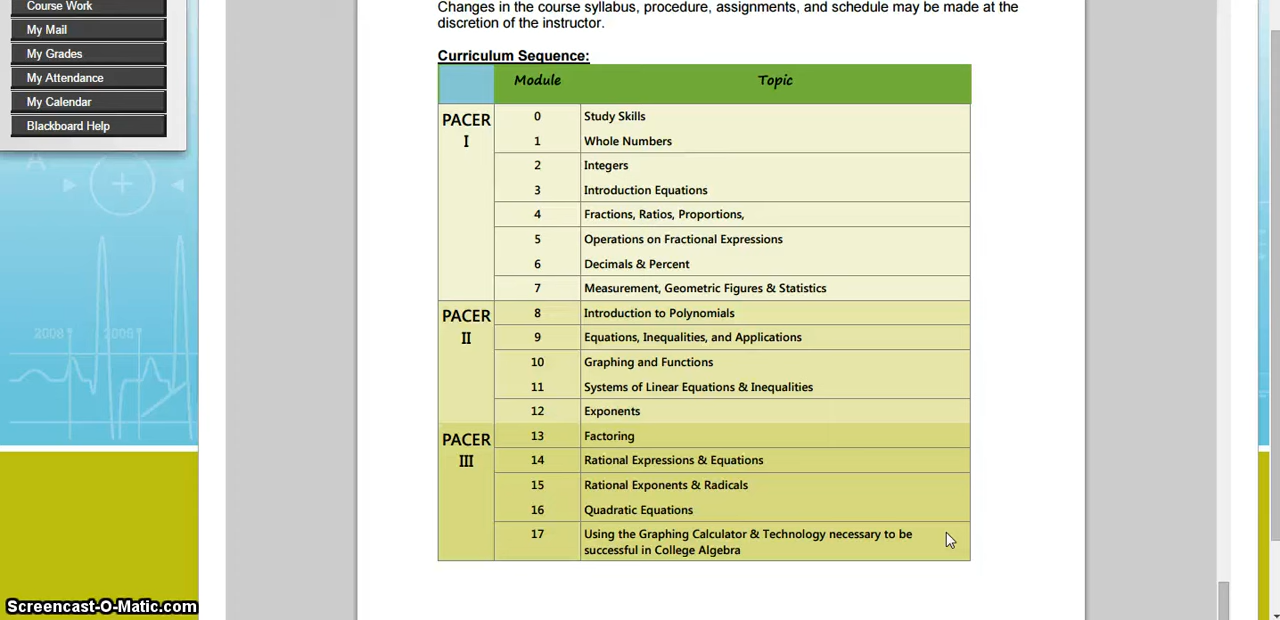 Course Work
My Mail
My Grades
My Attendance
My Calendar
Blackboard Help
2008
2006
Changes in the course syllabus, procedure, assignments, and schedule may be made at the
discretion of the instructor.
Curriculum Sequence:
Module Topic
PACER I
0 Study Skills
1 Whole Numbers
2 Integers
3 Introduction Equations
4 Fractions, Ratios, Proportions,
5 Operations on Fractional Expressions
6 Decimals & Percent
7 Measurement, Geometric Figures & Statistics
PACER II
8 Introduction to Polynomials
9 Equations, Inequalities, and Applications
10 Graphing and Functions
11 Systems of Linear Equations & Inequalities
12 Exponents
PACER III
13 Factoring
14 Rational Expressions & Equations
15 Rational Exponents & Radicals
16 Quadratic Equations
17 Using the Graphing Calculator & Technology necessary to be
successful in College Algebra
Screencast-O-Matic.com